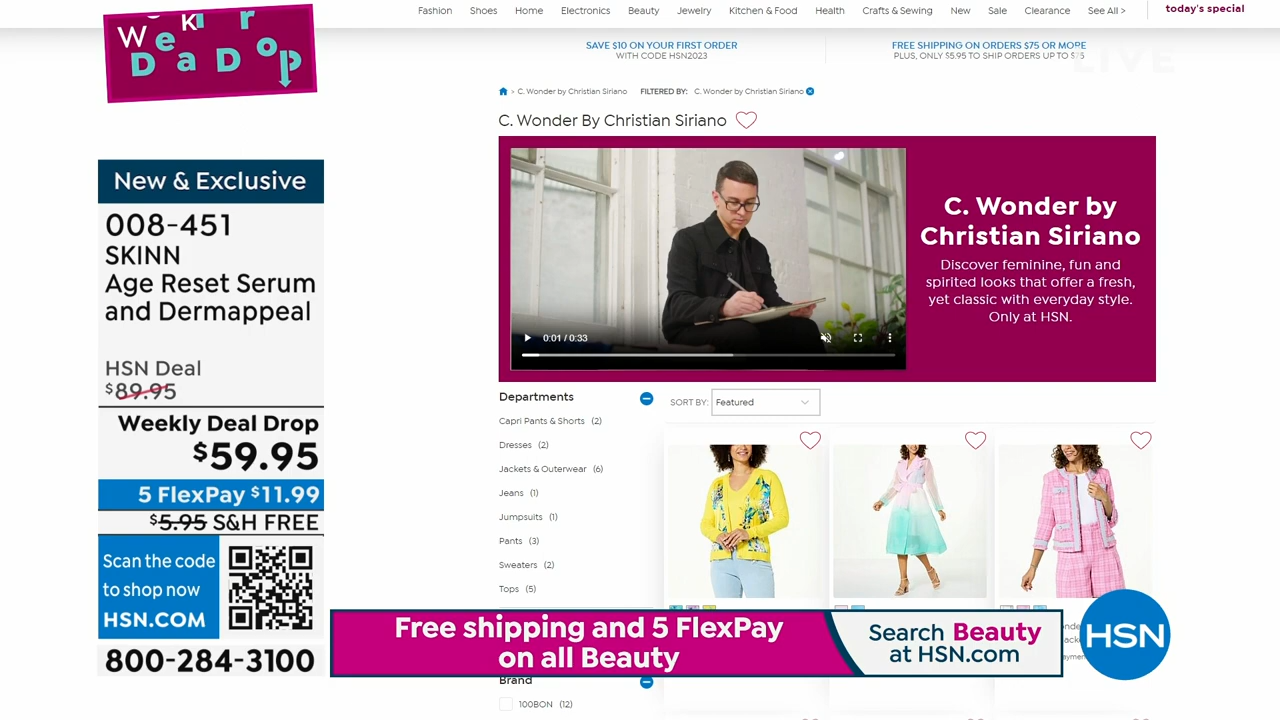 Fashion Shoes Home Electronics Beauty Jewelry Kitchen & Food Health Crafts & Sewing New Sale Clearance See All > today's special
SAVE $10 ON YOUR FIRST ORDER
WITH CODE HSN2023
FREE SHIPPING ON ORDERS $75 OR MORE
PLUS, ONLY $5.95 TO SHIP ORDERS UP TO $75
LIVE
Deal Drop
C. Wonder by Christian Siriano FILTERED BY: C. Wonder by Christian Siriano
C. Wonder By Christian Siriano
New & Exclusive
008-451
SKINN
Age Reset Serum
and Dermappeal
HSN Deal
$89.95
Weekly Deal Drop
$59.95
5 FlexPay $11.99
$5.95 S&H FREE
Scan the code
to shop now
HSN.COM
800-284-3100
0:01 / 0:33
C. Wonder by
Christian Siriano
Discover feminine, fun and
spirited looks that offer a fresh,
yet classic with everyday style.
Only at HSN.
Departments
SORT BY: Featured
Capri Pants & Shorts (2)
Dresses (2)
Jackets & Outerwear (6)
Jeans (1)
Jumpsuits (1)
Pants (3)
Sweaters (2)
Tops (5)
Free shipping and 5 FlexPay
on all Beauty
Search Beauty
at HSN.com
HSN
Brand
100BON (12)